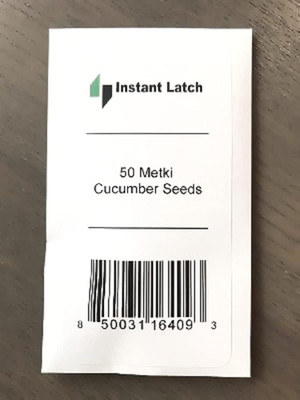 Instant Latch
50 Metki
Cucumber Seeds
8 50031 16409 3